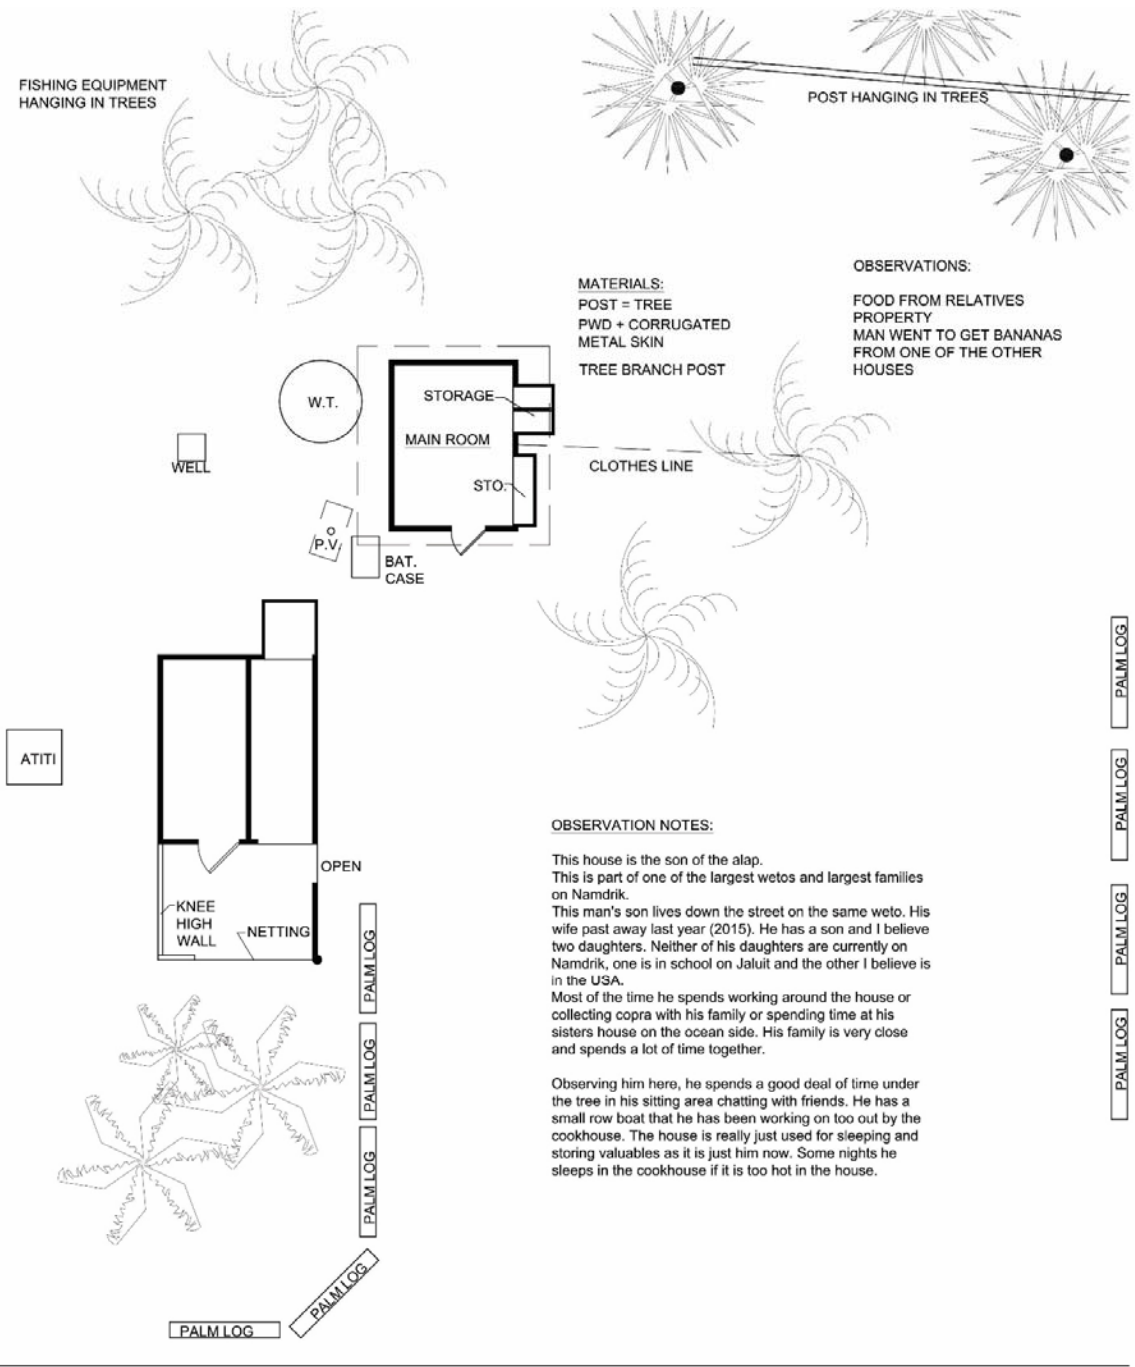 FISHING EQUIPMENT
HANGING IN TREES
POST HANGING IN TREES
MATERIALS:
POST = TREE
PWD + CORRUGATED
METAL SKIN
TREE BRANCH POST
OBSERVATIONS:
FOOD FROM RELATIVES
PROPERTY
MAN WENT TO GET BANANAS
FROM ONE OF THE OTHER
HOUSES
W.T.
STORAGE
MAIN ROOM
STO.
CLOTHES LINE
WELL
P.V.
BAT.
CASE
ATITI
OPEN
KNEE
HIGH
WALL
NETTING
PALM LOG
PALM LOG
PALM LOG
PALM LOG
PALM LOG
PALM LOG
PALM LOG
PALM LOG
PALM LOG
OBSERVATION NOTES:
This house is the son of the alap.
This is part of one of the largest wetos and largest families
on Namdrik.
This man's son lives down the street on the same weto. His
wife past away last year (2015). He has a son and I believe
two daughters. Neither of his daughters are currently on
Namdrik, one is in school on Jaluit and the other I believe is
in the USA.
Most of the time he spends working around the house or
collecting copra with his family or spending time at his
sisters house on the ocean side. His family is very close
and spends a lot of time together.
Observing him here, he spends a good deal of time under
the tree in his sitting area chatting with friends. He has a
small row boat that he has been working on too out by the
cookhouse. The house is really just used for sleeping and
storing valuables as it is just him now. Some nights he
sleeps in the cookhouse if it is too hot in the house.